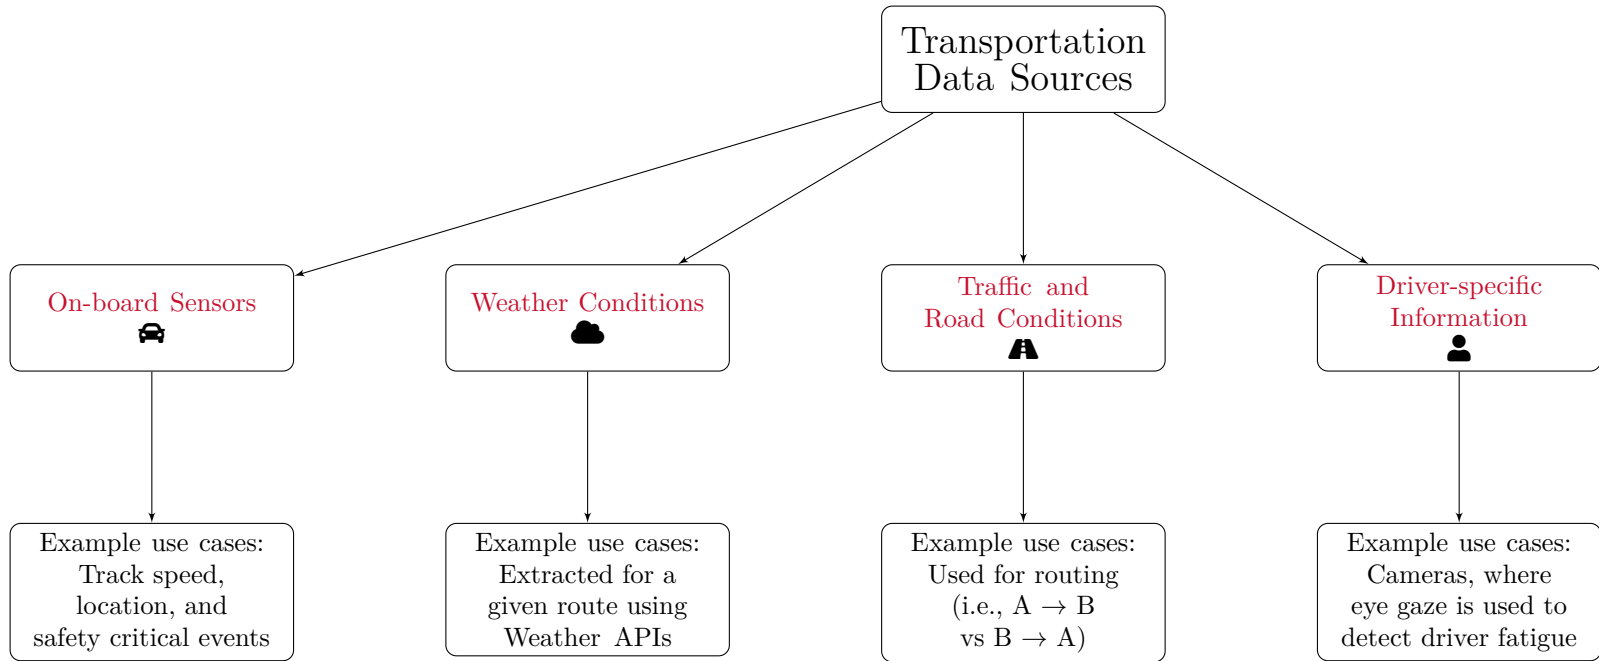 Transportation
Data Sources
On-board Sensors
Weather Conditions
Traffic and
Road Conditions
Driver-specific
Information
Example use cases:
Track speed,
location, and
safety critical events
Example use cases:
Extracted for a
given route using
Weather APIs
Example use cases:
Used for routing
(i.e., A → B
vs B → A)
Example use cases:
Cameras, where
eye gaze is used to
detect driver fatigue